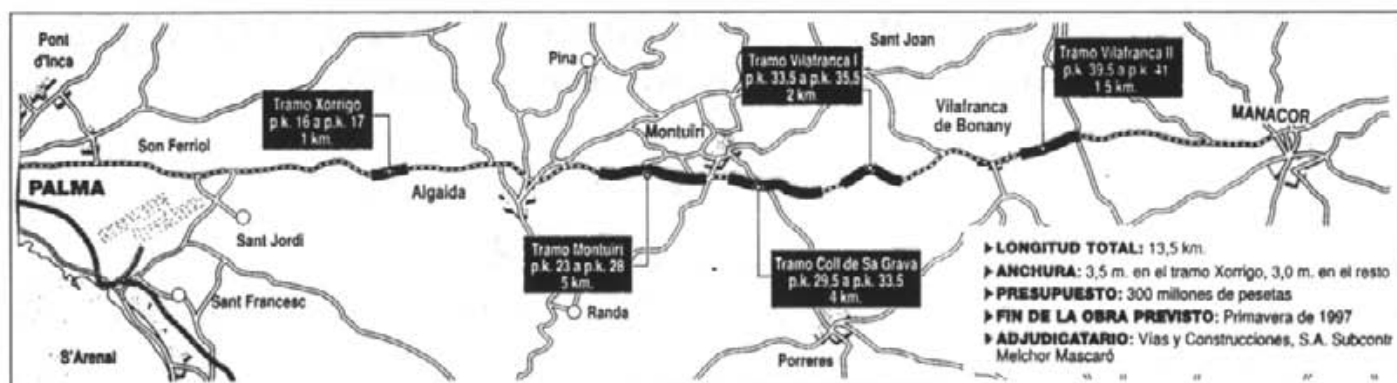 Pont
d'Inca
Son Ferriol
PALMA
Sant Jordi
Sant Francesc
S'Arenal
Tramo Xorrigo
p.k. 16 a p.k. 17
1 km.
Algaida
Pina
Tramo Montuïri
p.k. 23 a p.k. 28
5 km.
Randa
Montuïri
Tramo Vilafranca I
p.k. 33,5 a p.k. 35,5
2 km.
Sant Joan
Tramo Coll de Sa Grava
p.k. 29,5 a p.k. 33.5
4 km.
Porreres
Vilafranca
de Bonany
Tramo Vilafranca II
p.k. 39,5 a p.k. 41
1 5 km.
MANACOR
LONGITUD TOTAL: 13,5 km.
ANCHURA: 3,5 m. en el tramo Xorrigo, 3,0 m. en el resto
PRESUPUESTO: 300 millones de pesetas
FIN DE LA OBRA PREVISTO: Primavera de 1997
ADJUDICATARIO: Vías y Construcciones, S.A. Subcontr
Melchor Mascaró